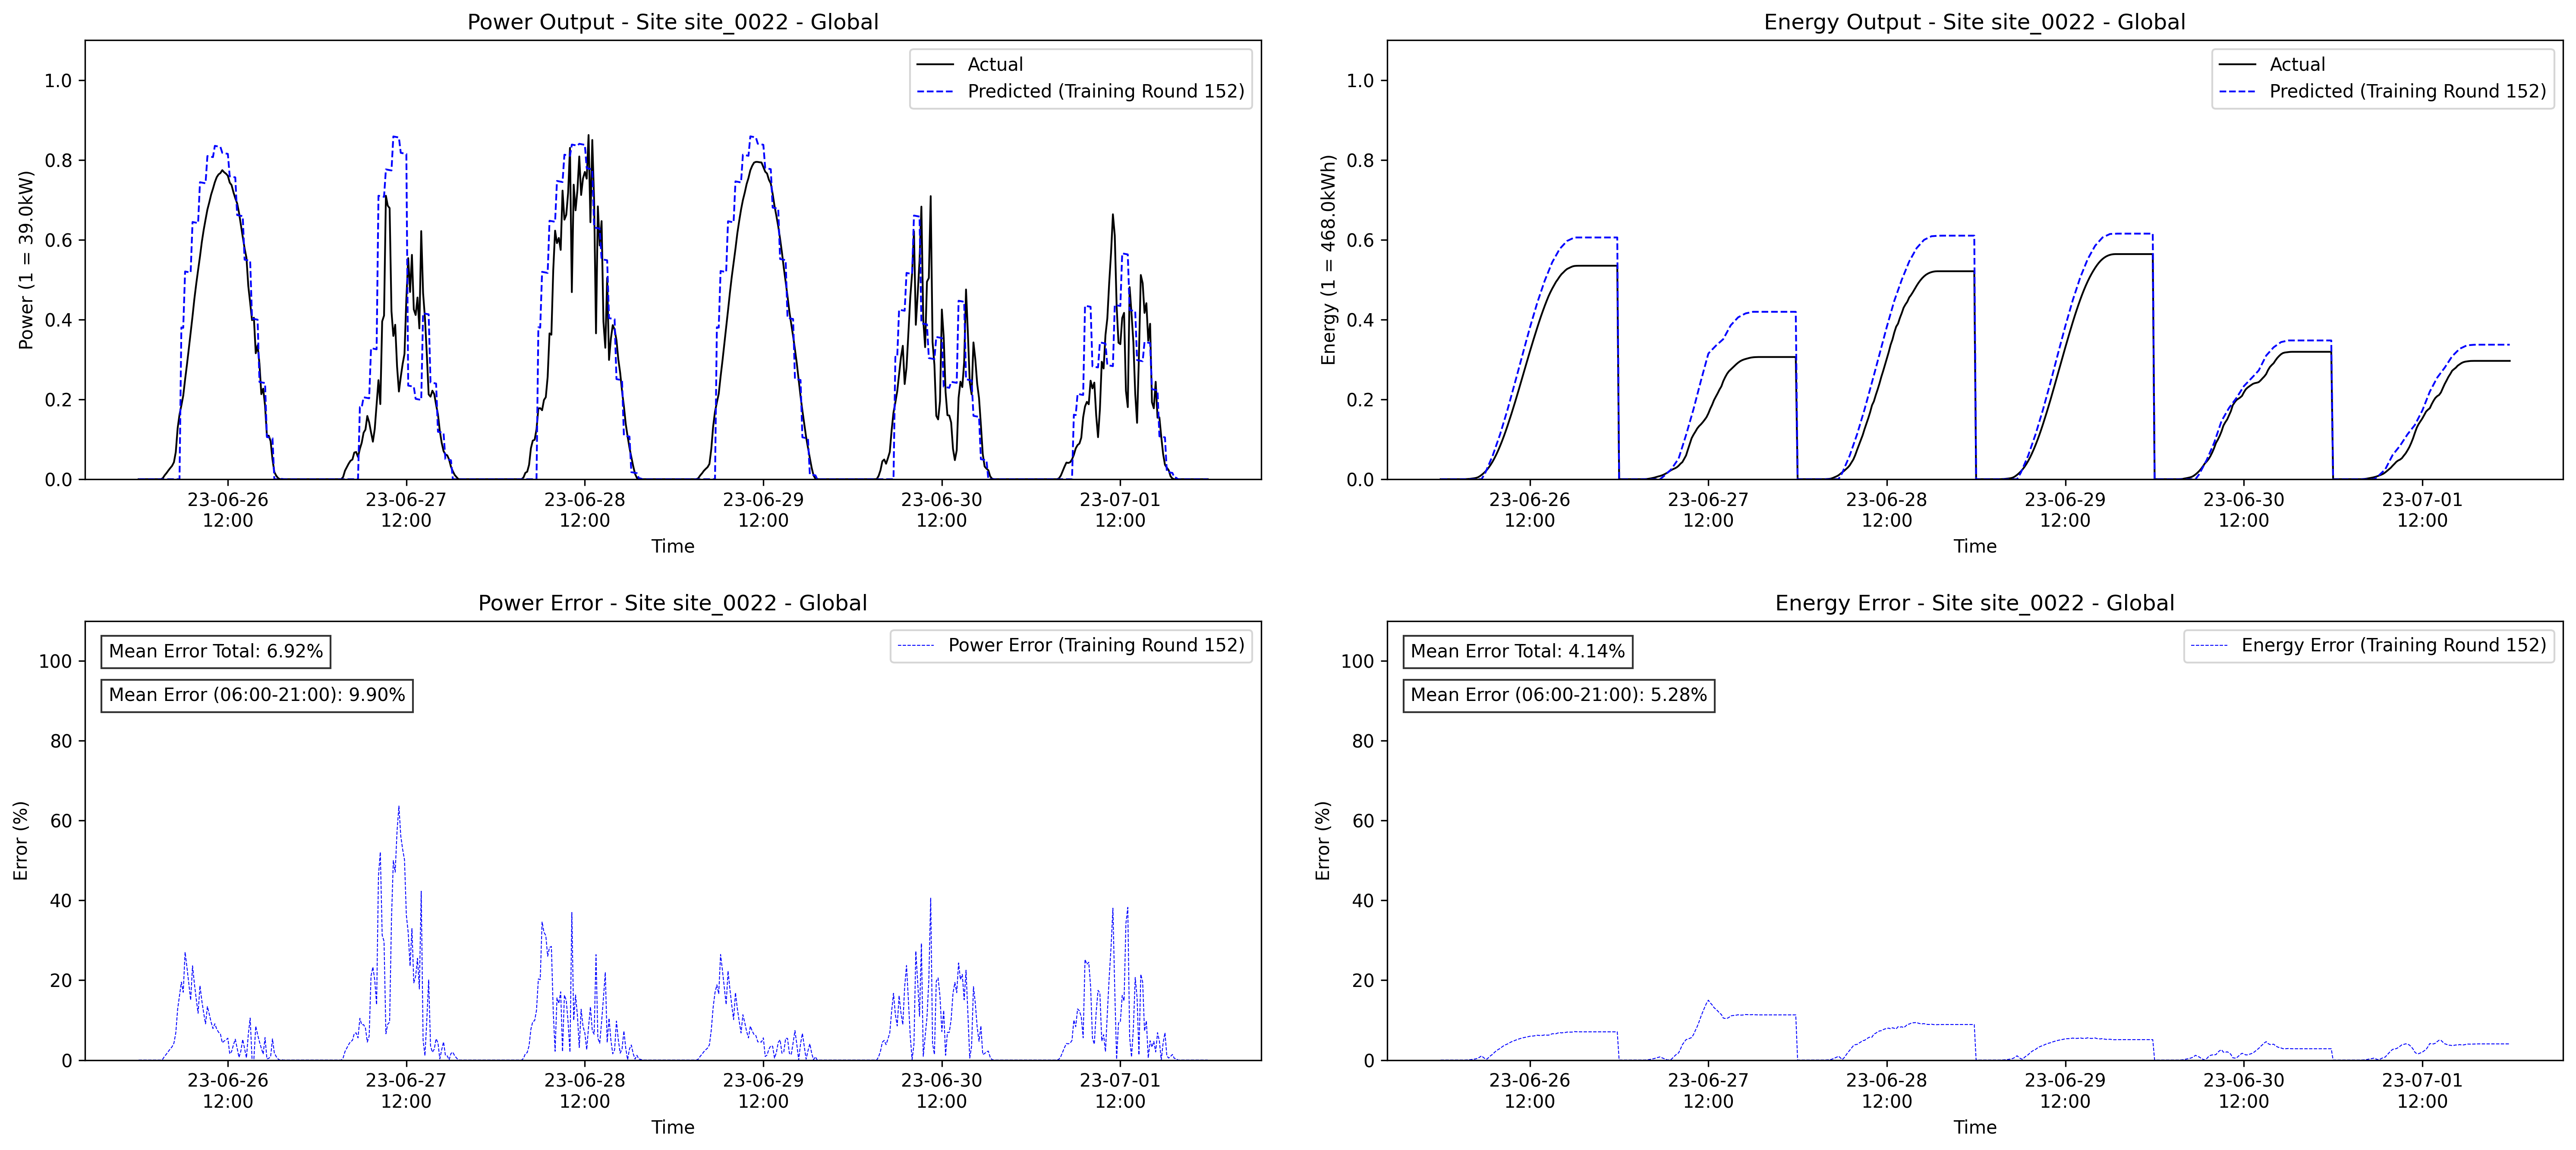 Power Output - Site site_0022 - Global
Power (1 = 39.0kW)
1.0
0.8
0.6
0.4
0.2
0.0
Actual
Predicted (Training Round 152)
23-06-26 23-06-27 23-06-28 23-06-29 23-06-30 23-07-01
12:00 12:00 12:00 12:00 12:00 12:00
Time
Energy Output - Site site_0022 - Global
Energy (1 = 468.0kWh)
1.0
0.8
0.6
0.4
0.2
0.0
Actual
Predicted (Training Round 152)
23-06-26 23-06-27 23-06-28 23-06-29 23-06-30 23-07-01
12:00 12:00 12:00 12:00 12:00 12:00
Time
Power Error - Site site_0022 - Global
Error (%)
100
80
60
40
20
0
Mean Error Total: 6.92%
Mean Error (06:00-21:00): 9.90%
Power Error (Training Round 152)
23-06-26 23-06-27 23-06-28 23-06-29 23-06-30 23-07-01
12:00 12:00 12:00 12:00 12:00 12:00
Time
Energy Error - Site site_0022 - Global
Error (%)
100
80
60
40
20
0
Mean Error Total: 4.14%
Mean Error (06:00-21:00): 5.28%
Energy Error (Training Round 152)
23-06-26 23-06-27 23-06-28 23-06-29 23-06-30 23-07-01
12:00 12:00 12:00 12:00 12:00 12:00
Time